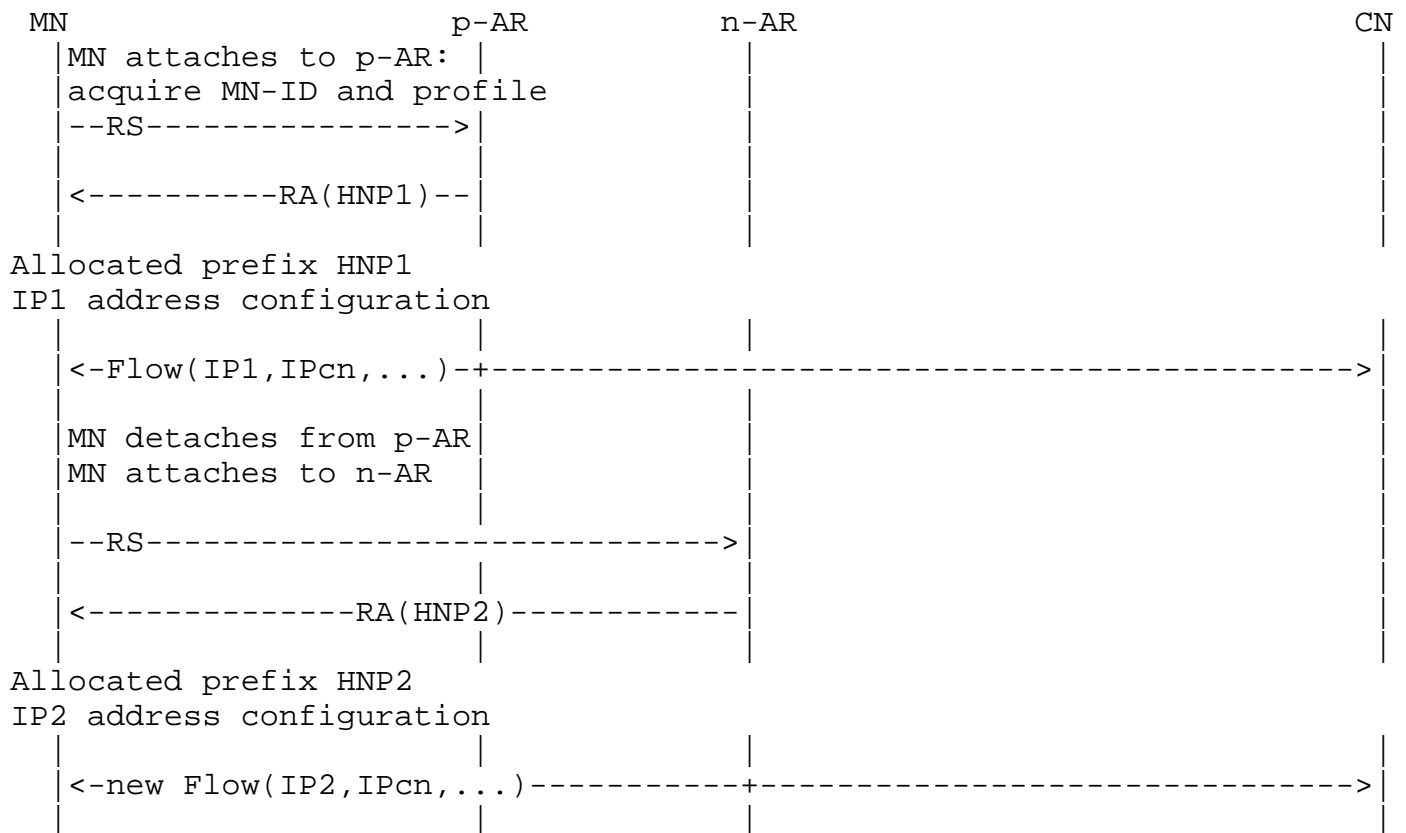 MN p-AR n-AR CN
MN attaches to p-AR:
acquire MN-ID and profile
--RS---------------->
<----------RA(HNP1)--
Allocated prefix HNP1
IP1 address configuration
<-Flow(IP1,IPcn,...)-+--------------------------------------------->
MN detaches from p-AR
MN attaches to n-AR
--RS------------------------------>
<--------------RA(HNP2)------------
Allocated prefix HNP2
IP2 address configuration
<-new Flow(IP2,IPcn,...)-----------+------------------------------->